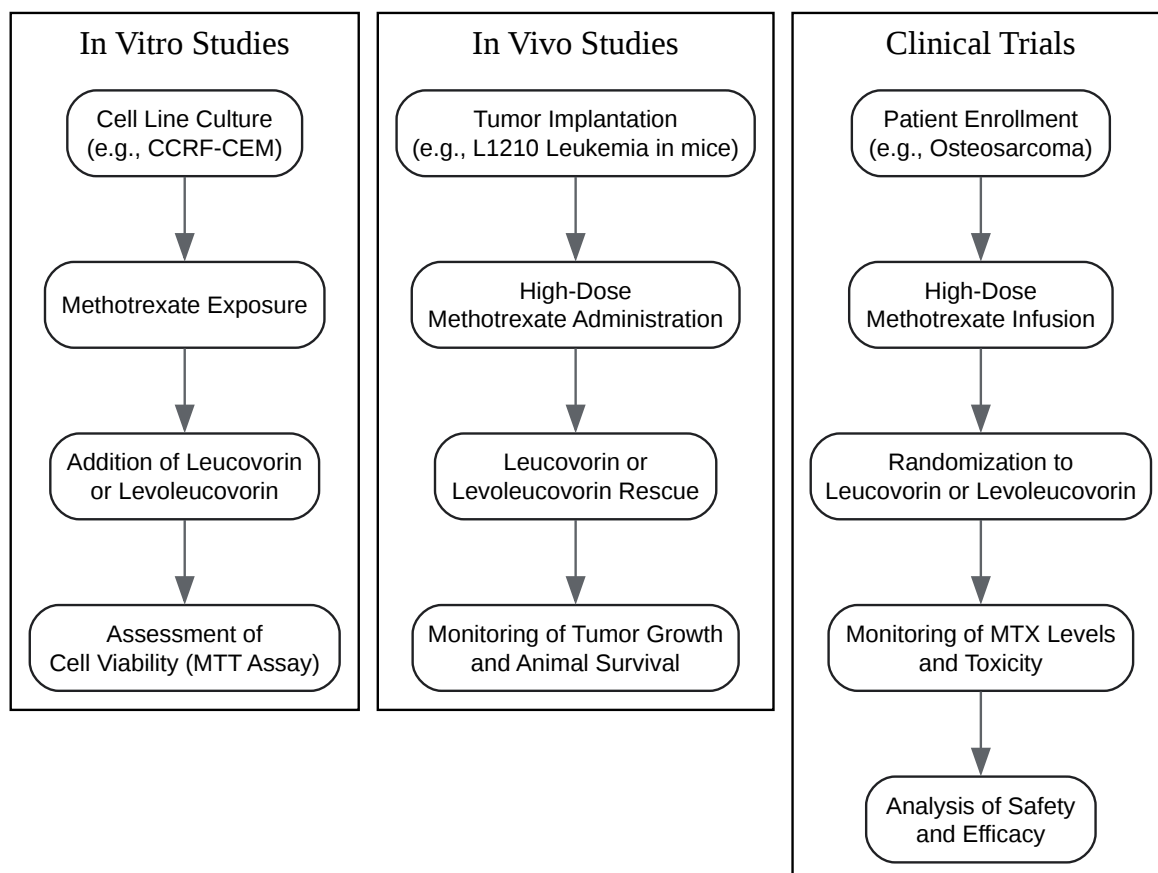 In Vitro Studies
Cell Line Culture
(e.g., CCRF-CEM)
Methotrexate Exposure
Addition of Leucovorin
or Levoleucovorin
Assessment of
Cell Viability (MTT Assay)
In Vivo Studies
Tumor Implantation
(e.g., L1210 Leukemia in mice)
High-Dose
Methotrexate Administration
Leucovorin or
Levoleucovorin Rescue
Monitoring of Tumor Growth
and Animal Survival
Clinical Trials
Patient Enrollment
(e.g., Osteosarcoma)
High-Dose
Methotrexate Infusion
Randomization to
Leucovorin or Levoleucovorin
Monitoring of MTX Levels
and Toxicity
Analysis of Safety
and Efficacy